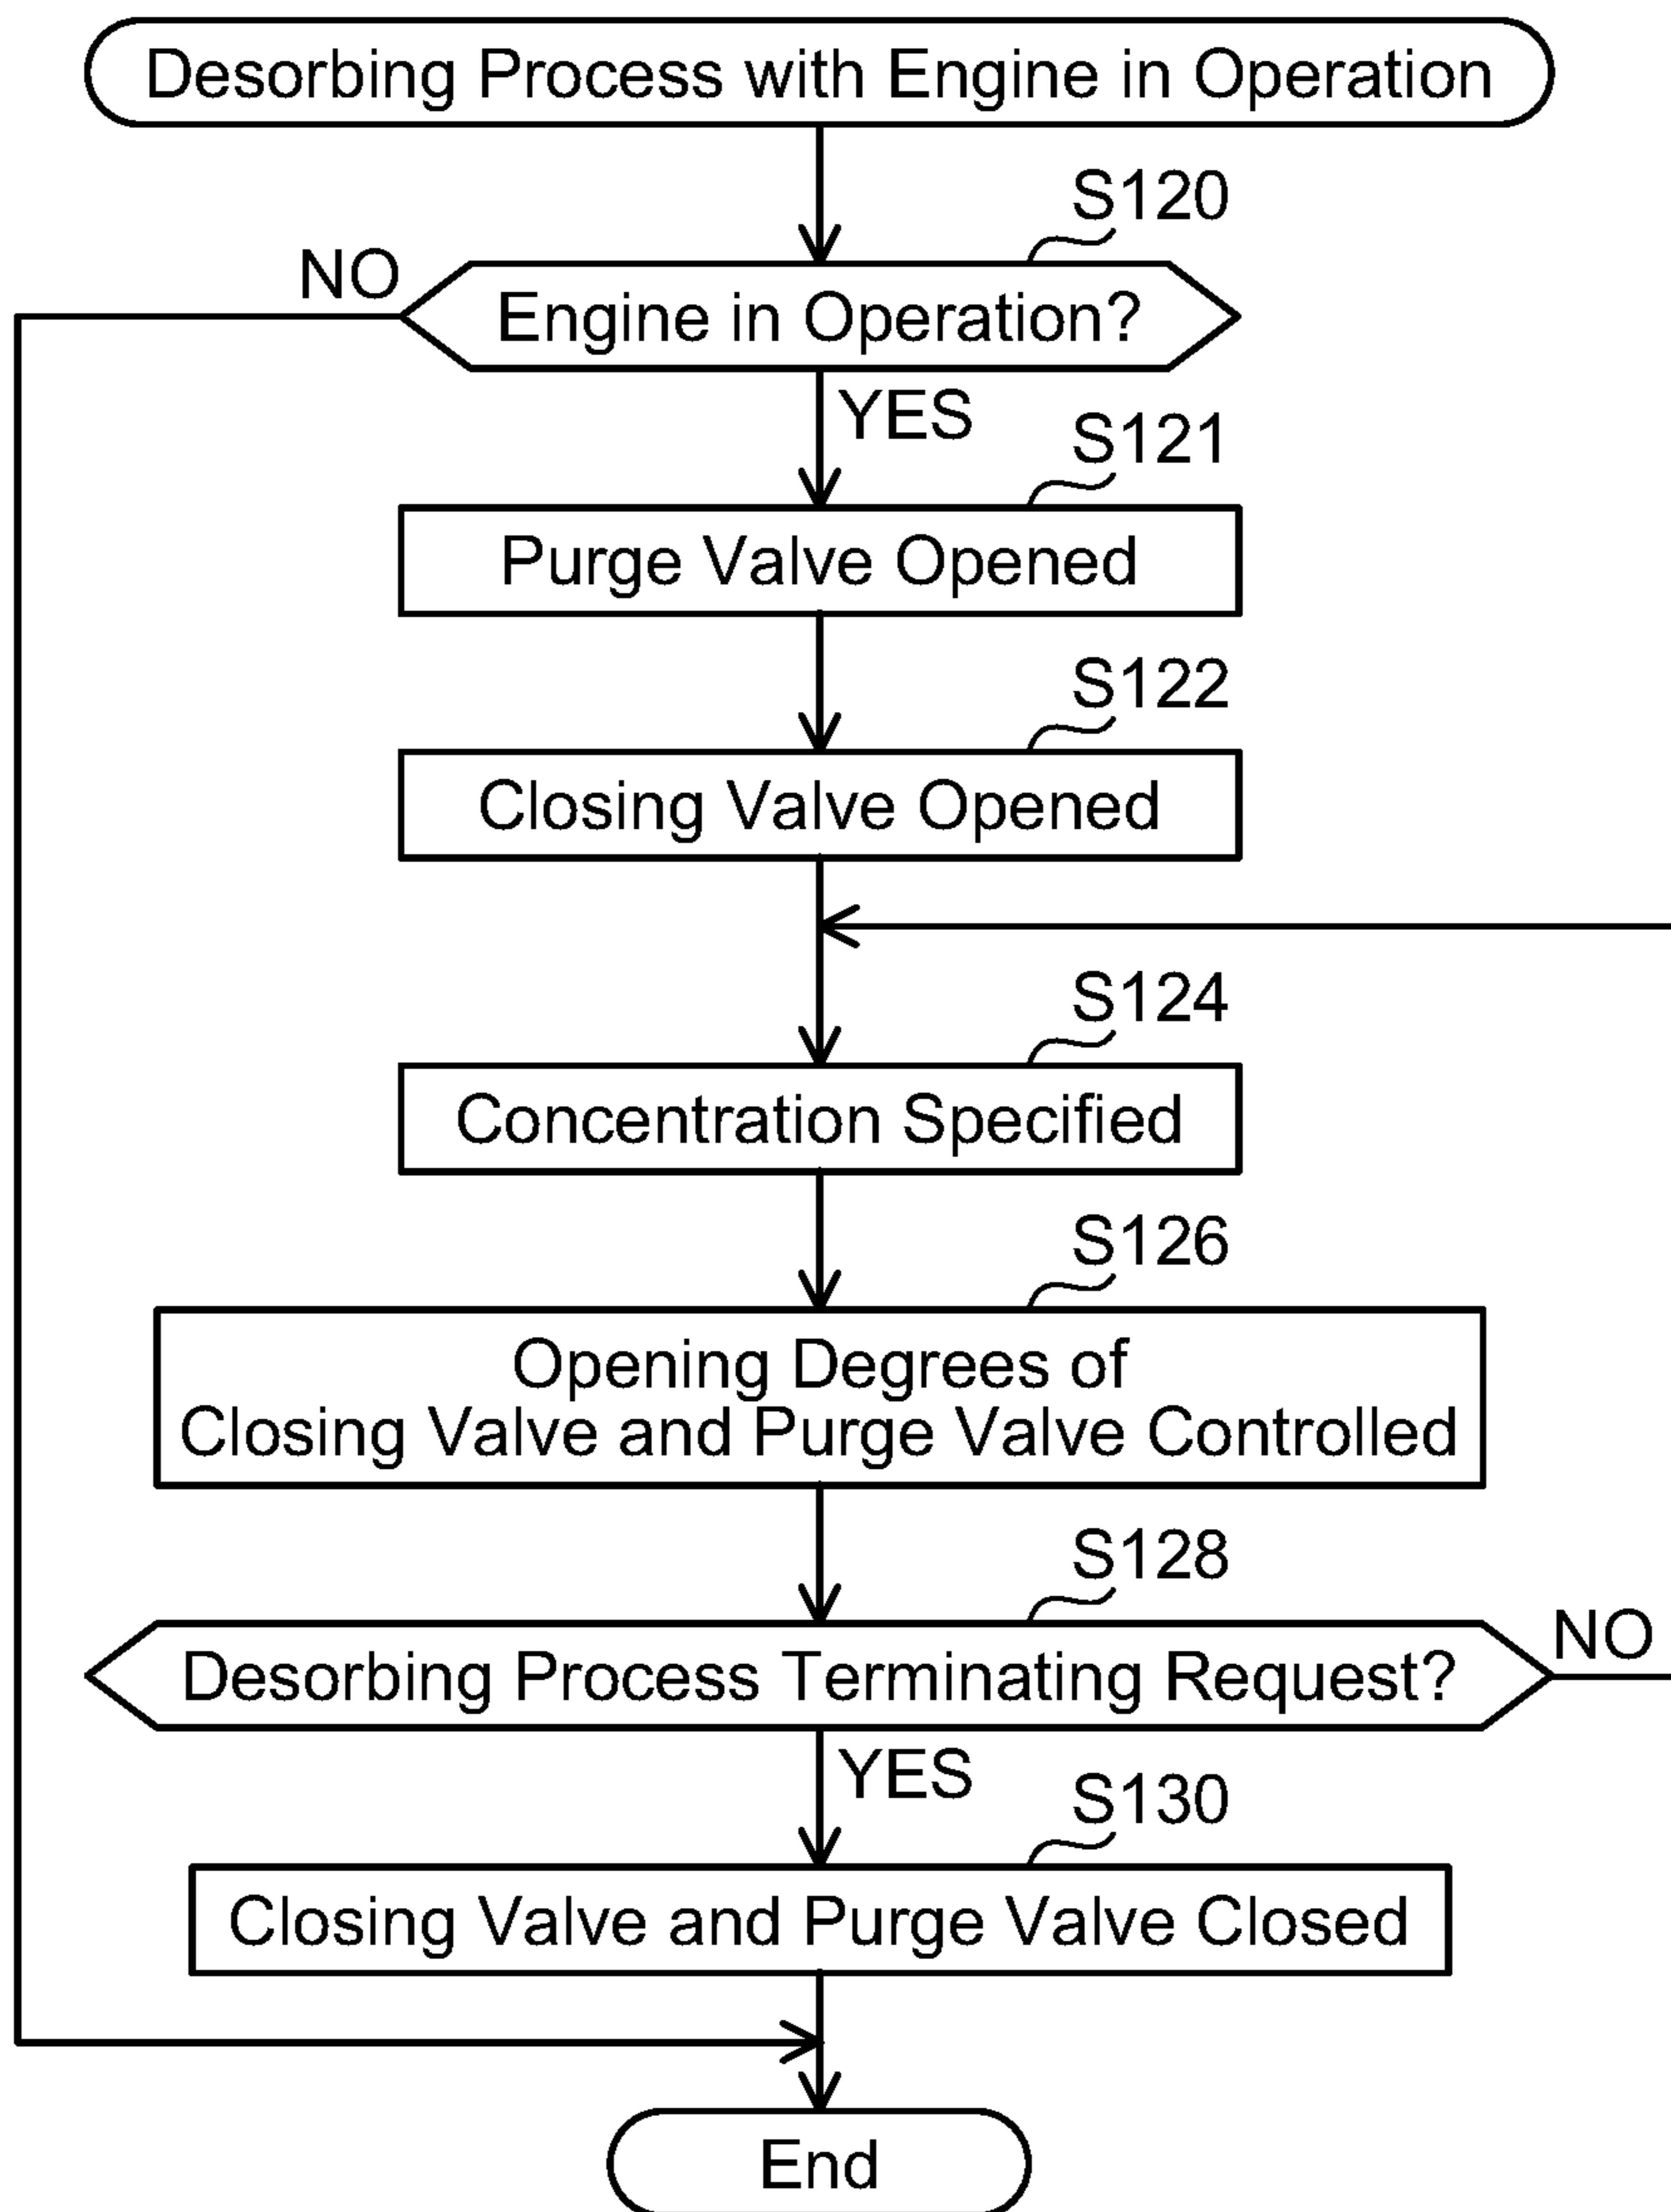 Desorbing Process with Engine in Operation
S120
NO
Engine in Operation?
YES
S121
Purge Valve Opened
S122
Closing Valve Opened
S124
Concentration Specified
S126
Opening Degrees of
Closing Valve and Purge Valve Controlled
S128
NO
Desorbing Process Terminating Request?
YES
S130
Closing Valve and Purge Valve Closed
End